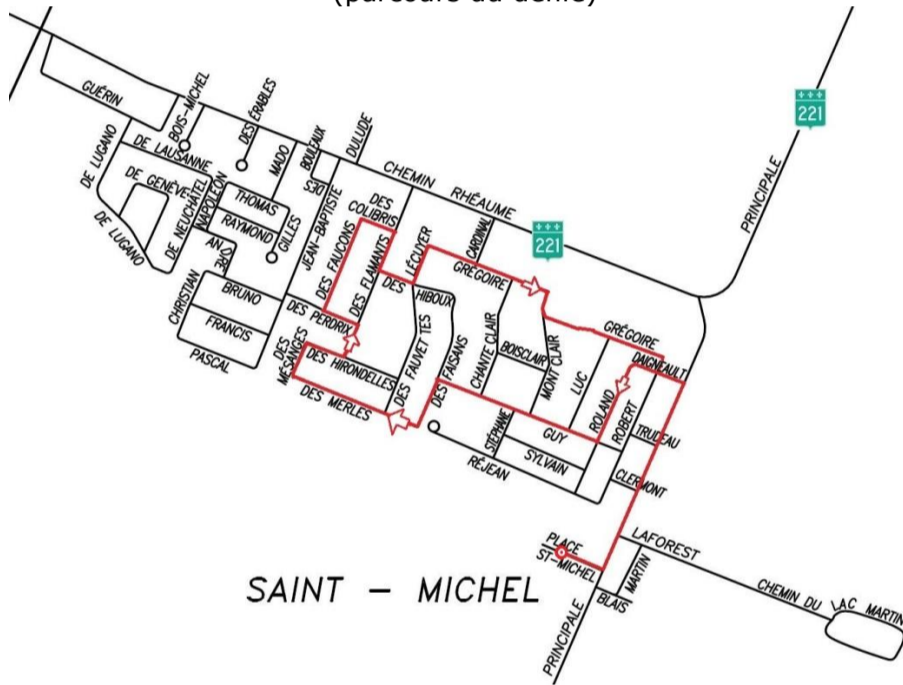 (parcours du défilé)
GUÉRIN
BOIS-MICHEL
DES ÉRABLES
DE LUGANO
DE LAUSANNE
MADO
DES
BOULEAUX
DULUDE
221
DE GENÈVE
DE NEUCHÂTEL
NAPOLÉON
THOMAS
RAYMOND
GILLES
JEAN-BAPTISTE
CHEMIN RHÉAUME
PRINCIPALE
DE LUGANO
ANDRÉ
DES
COLIBRIS
DES FAUCONS
DES FLAMANTS
LÉCUYER
CARDINAL
221
CHRISTIAN
BRUNO
FRANCIS
PASCAL
DES PERDRIX
DES
HIBOUX
GRÉGOIRE
GRÉGOIRE
DES
MÉSANGES
DES HIRONDELLES
DES MERLES
DES FAUVETTES
DES FAISANS
CHANTE CLAIR
BOISCLAIR
MONT CLAIR
LUC
DAIGNEAULT
ROLAND
ROBERT
STÉPHANE
GUY
SYLVAIN
RÉJEAN
TRUDEAU
CLERMONT
PLACE
ST-MICHEL
LAFOREST
MARTIN
BLAIS
PRINCIPALE
CHEMIN DU LAC MARTIN
SAINT – MICHEL